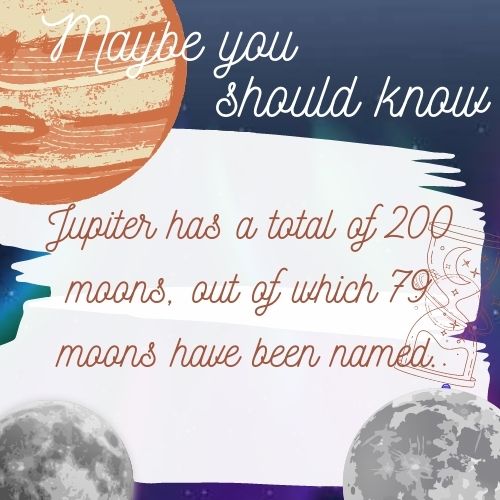 Maybe you
should know
Jupiter has a total of 200
moons, out of which 79
moons have been named..